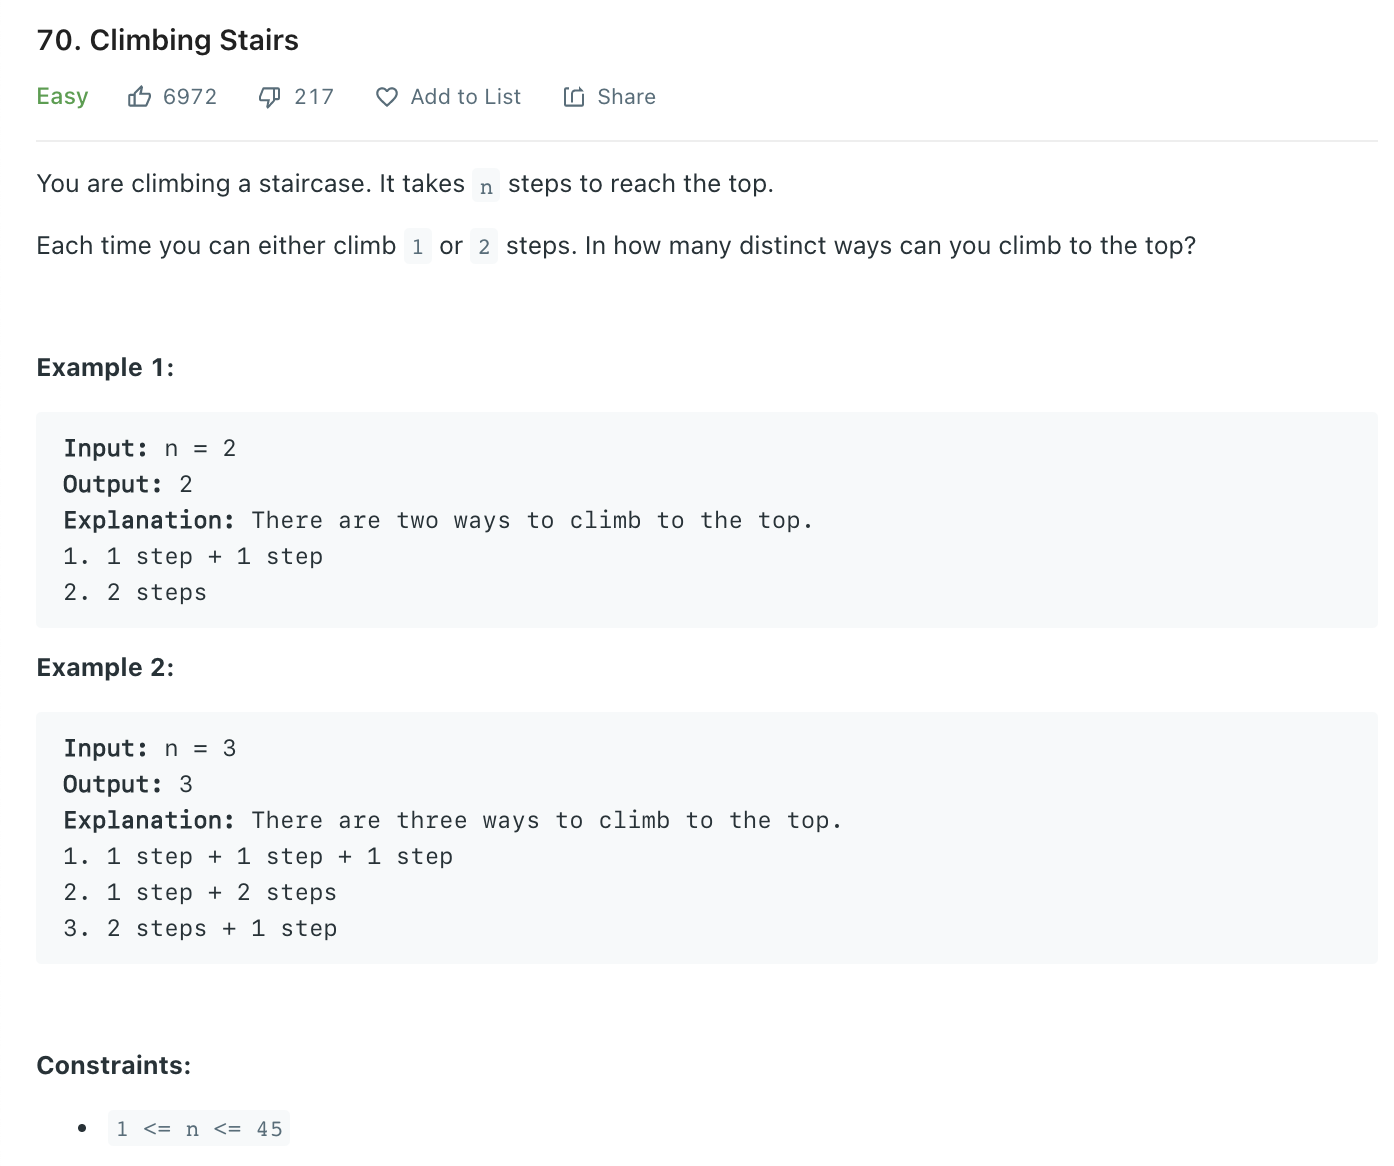 70. Climbing Stairs
Easy 6972 217 Add to List Share
You are climbing a staircase. It takes n steps to reach the top.
Each time you can either climb 1 or 2 steps. In how many distinct ways can you climb to the top?
Example 1:
Input: n = 2
Output: 2
Explanation: There are two ways to climb to the top.
1. 1 step + 1 step
2. 2 steps
Example 2:
Input: n = 3
Output: 3
Explanation: There are three ways to climb to the top.
1. 1 step + 1 step + 1 step
2. 1 step + 2 steps
3. 2 steps + 1 step
Constraints:
• 1 <= n <= 45